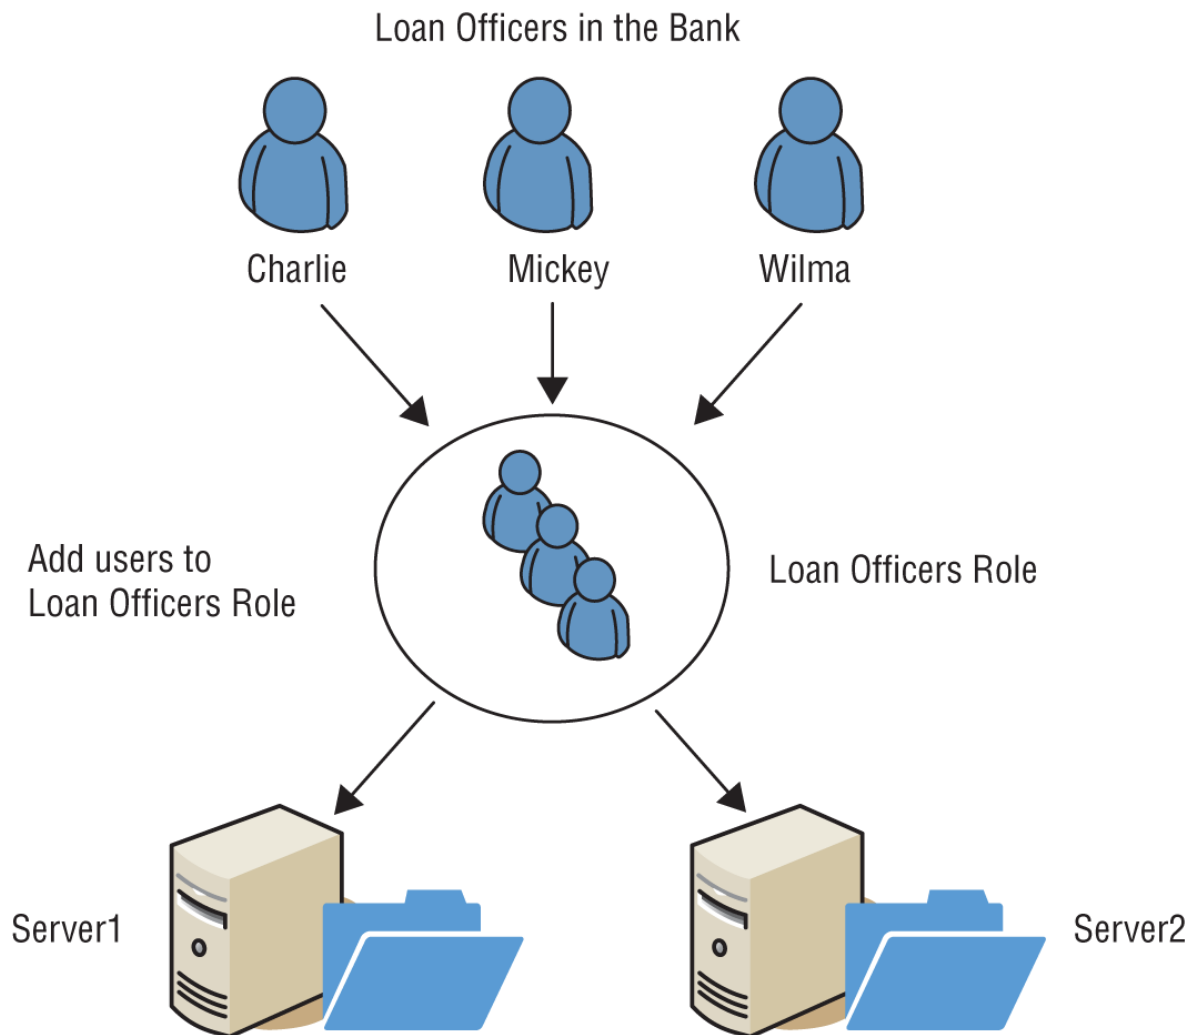 Loan Officers in the Bank
Charlie
Mickey
Wilma
Add users to
Loan Officers Role
Loan Officers Role
Server1
Server2